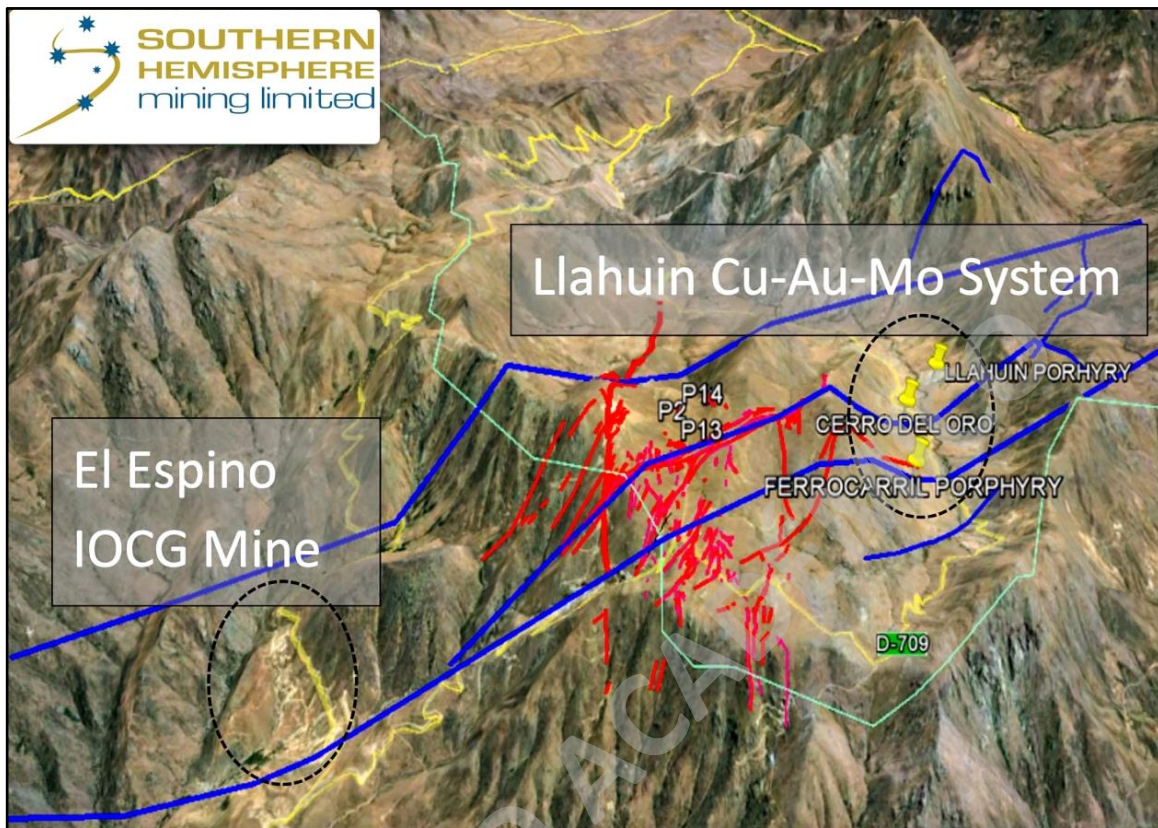 SOUTHERN
HEMISPHERE
mining limited
Llahuin Cu-Au-Mo System
LLAHUIN PORHYRY
P14
P2
P13
CERRO DEL ORO
FERROCARRIL PORPHYRY
El Espino
IOCG Mine
D-709